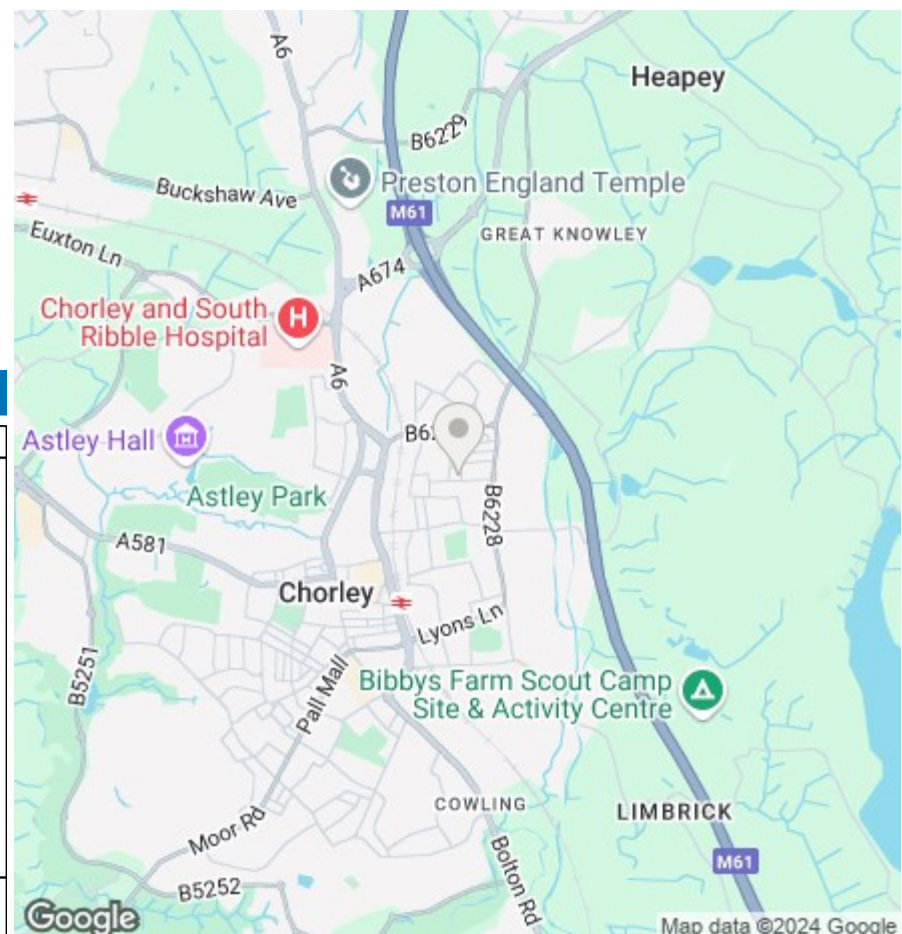 A6
Heapey
B6229
Preston England Temple
Buckshaw Ave
M61
GREAT KNOWLEY
Euxton Ln
A674
Chorley and South
Ribble Hospital
H
A6
Astley Hall
B62
Astley Park
B6228
A581
Chorley
Lyons Ln
B5251
Pall Mall
Bibbys Farm Scout Camp
Site & Activity Centre
COWLING
LIMBRICK
Moor Rd
Bolton Rd
M61
B5252
Google
Map data ©2024 Google